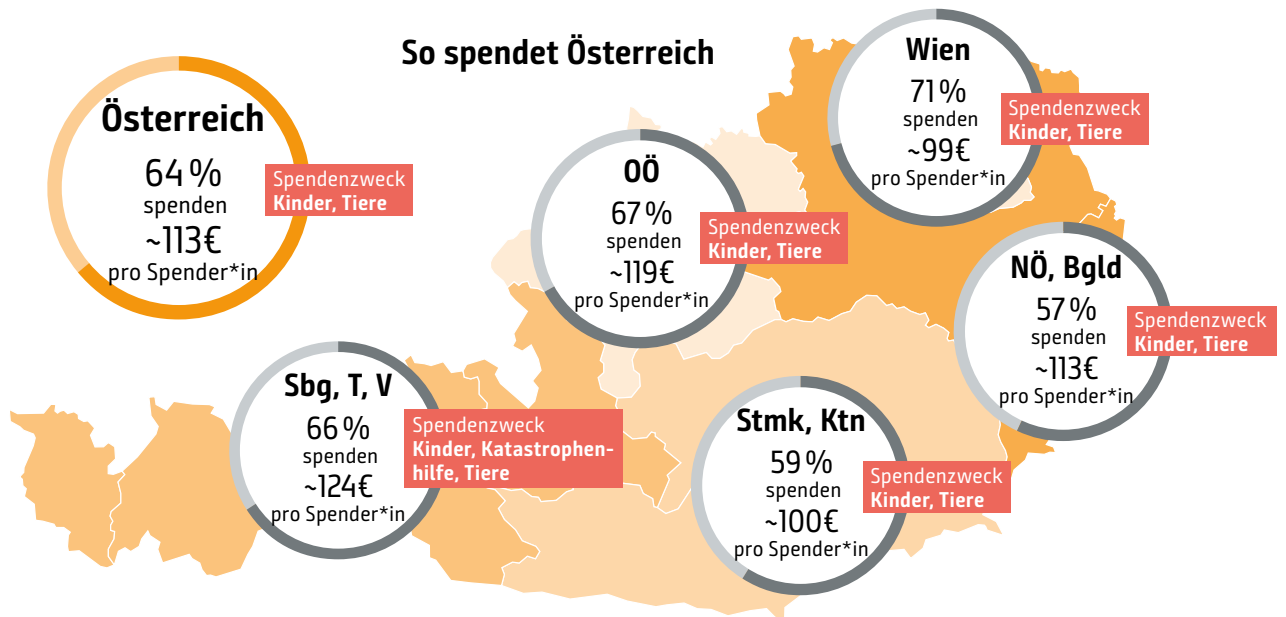 So spendet Österreich
Österreich
64 %
spenden
~113€
pro Spender*in
Spendenzweck
Kinder, Tiere
Wien
71 %
spenden
~99€
pro Spender*in
Spendenzweck
Kinder, Tiere
OÖ
67 %
spenden
~119€
pro Spender*in
Spendenzweck
Kinder, Tiere
NÖ, Bgld
57 %
spenden
~113€
pro Spender*in
Spendenzweck
Kinder, Tiere
Sbg, T, V
66 %
spenden
~124€
pro Spender*in
Spendenzweck
Kinder, Katastrophen-
hilfe, Tiere
Stmk, Ktn
59 %
spenden
~100€
pro Spender*in
Spendenzweck
Kinder, Tiere